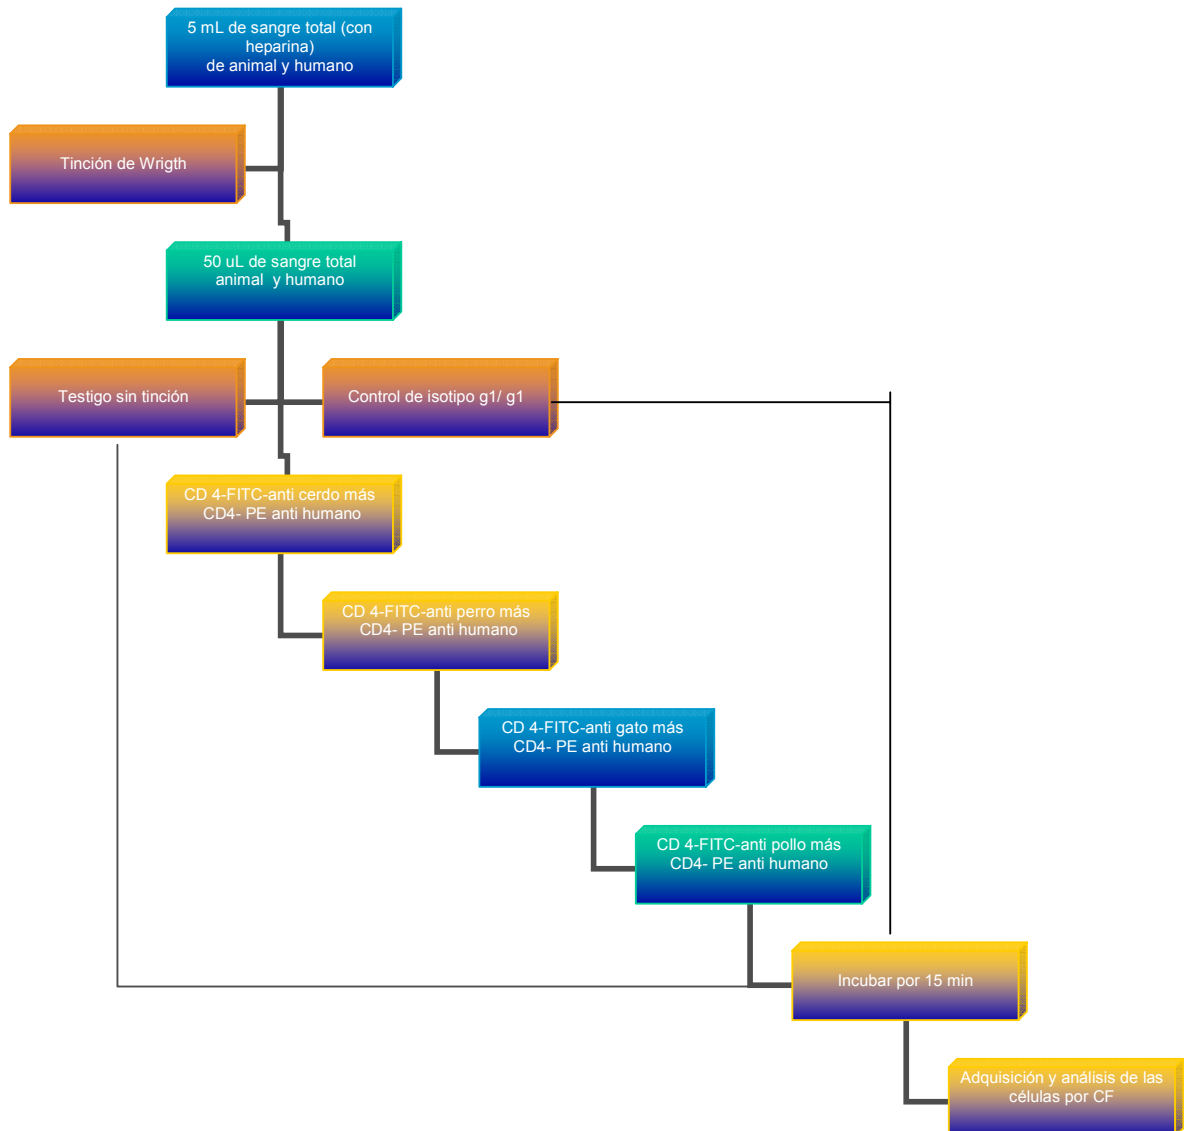 5 mL de sangre total (con
heparina)
de animal y humano
Tinción de Wrigth
50 uL de sangre total
animal y humano
Testigo sin tinción
Control de isotipo g1/ g1
CD 4-FITC-anti cerdo más
CD4- PE anti humano
CD 4-FITC-anti perro más
CD4- PE anti humano
CD 4-FITC-anti gato más
CD4- PE anti humano
CD 4-FITC-anti pollo más
CD4- PE anti humano
Incubar por 15 min
Adquisición y análisis de las
células por CF